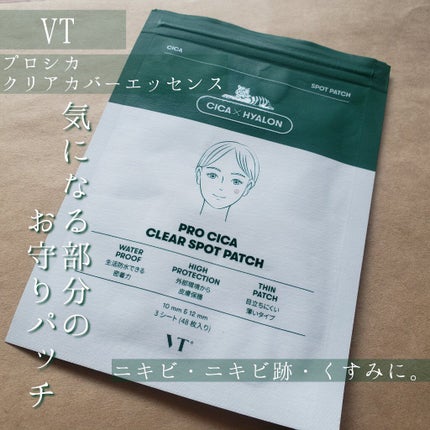 VT
プロシカ
クリアカバーエッセンス
気になる部分の
お守りパッチ
CICA
SPOT PATCH
CICA×HYALON
PRO CICA
CLEAR SPOT PATCH
WATER
PROOF
生活防水できる
密着力
HIGH
PROTECTION
外部環境から
皮膚保護
THIN
PATCH
目立ちにくい
薄いタイプ
10 mm & 12 mm
3 シート (48 枚入り)
VT
ニキビ・ニキビ跡・くすみに。